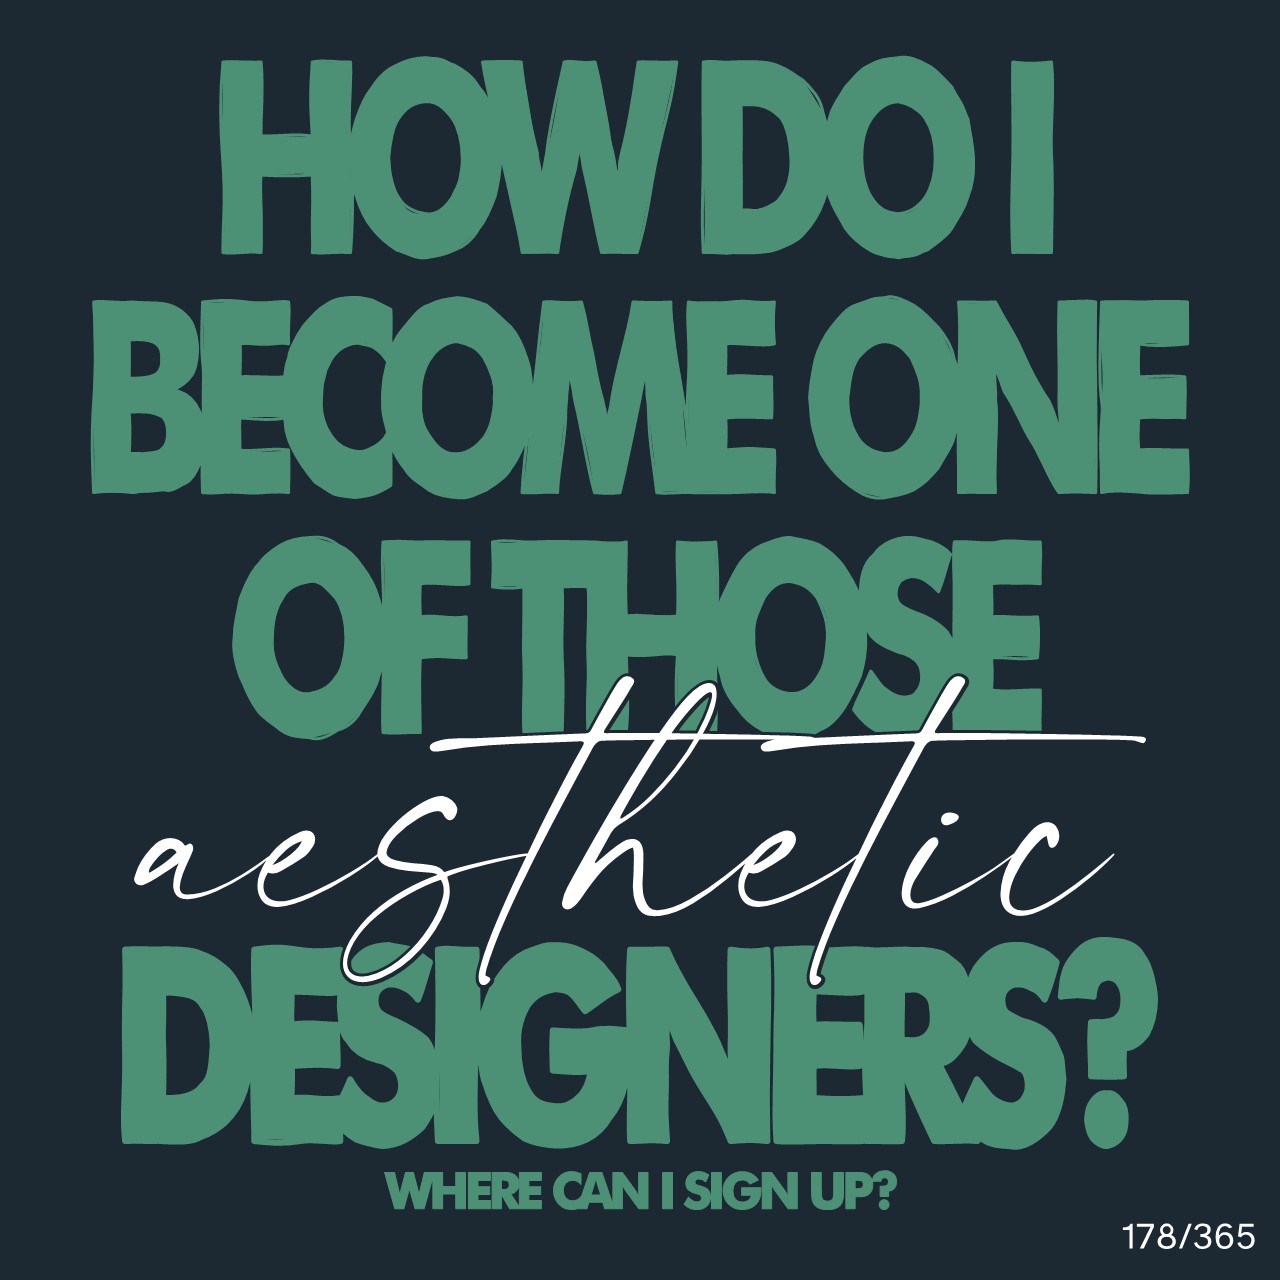 HOW DO I
BECOME ONE
OF THOSE
aesthetic
DESIGNERS?
WHERE CAN I SIGN UP?
178/365